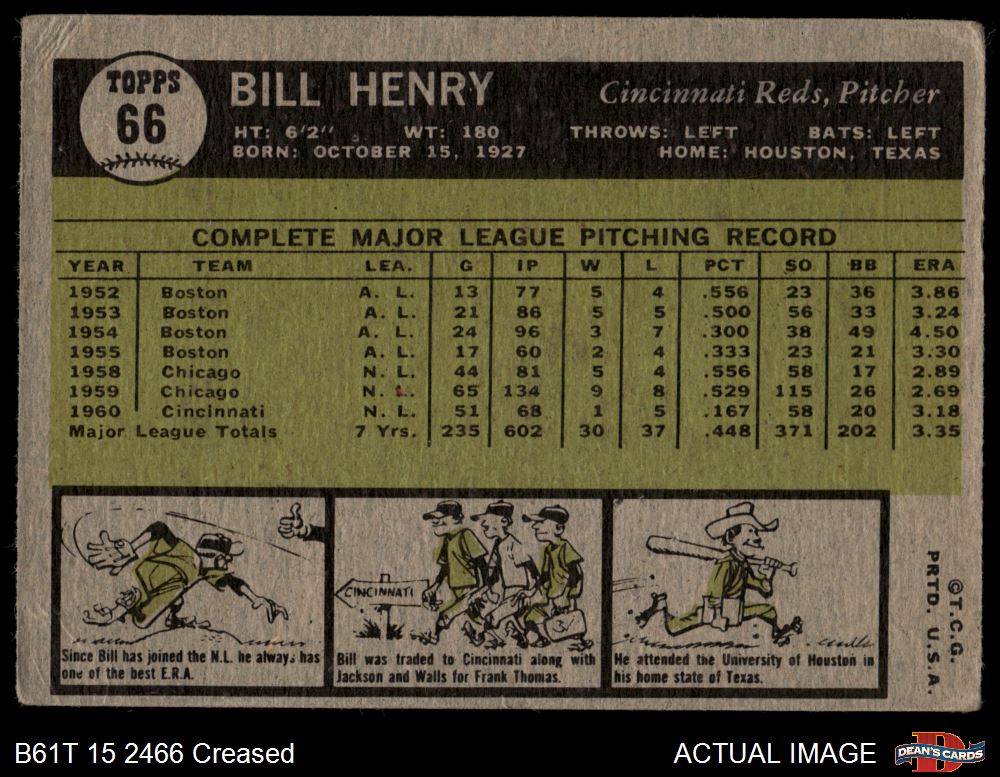 TOPPS
66
BILL HENRY
Cincinnati Reds, Pitcher
HT: 6'2" WT: 180 THROWS: LEFT BATS: LEFT
BORN: OCTOBER 15, 1927 HOME: HOUSTON, TEXAS
COMPLETE MAJOR LEAGUE PITCHING RECORD
YEAR TEAM LEA. G IP W L PCT SO BB ERA
1952 Boston A. L. 13 77 5 4 .556 23 36 3.86
1953 Boston A. L. 21 86 5 5 .500 56 33 3.24
1954 Boston A. L. 24 96 3 7 .300 38 49 4.50
1955 Boston A. L. 17 60 2 4 .333 23 21 3.30
1958 Chicago N. L. 44 81 5 4 .556 58 17 2.89
1959 Chicago N. L. 65 134 9 8 .529 115 26 2.69
1960 Cincinnati N. L. 51 68 1 5 .167 58 20 3.18
Major League Totals 7 Yrs. 235 602 30 37 .448 371 202 3.35
Since Bill has joined the N.L. he always has
one of the best E.R.A.
CINCINNATI
Bill was traded to Cincinnati along with
Jackson and Walls for Frank Thomas.
He attended the University of Houston in
his home state of Texas.
©T.C.G.
PRTD. U.S.A.
B61T 15 2466 Creased
ACTUAL IMAGE
DEAN'S CARDS